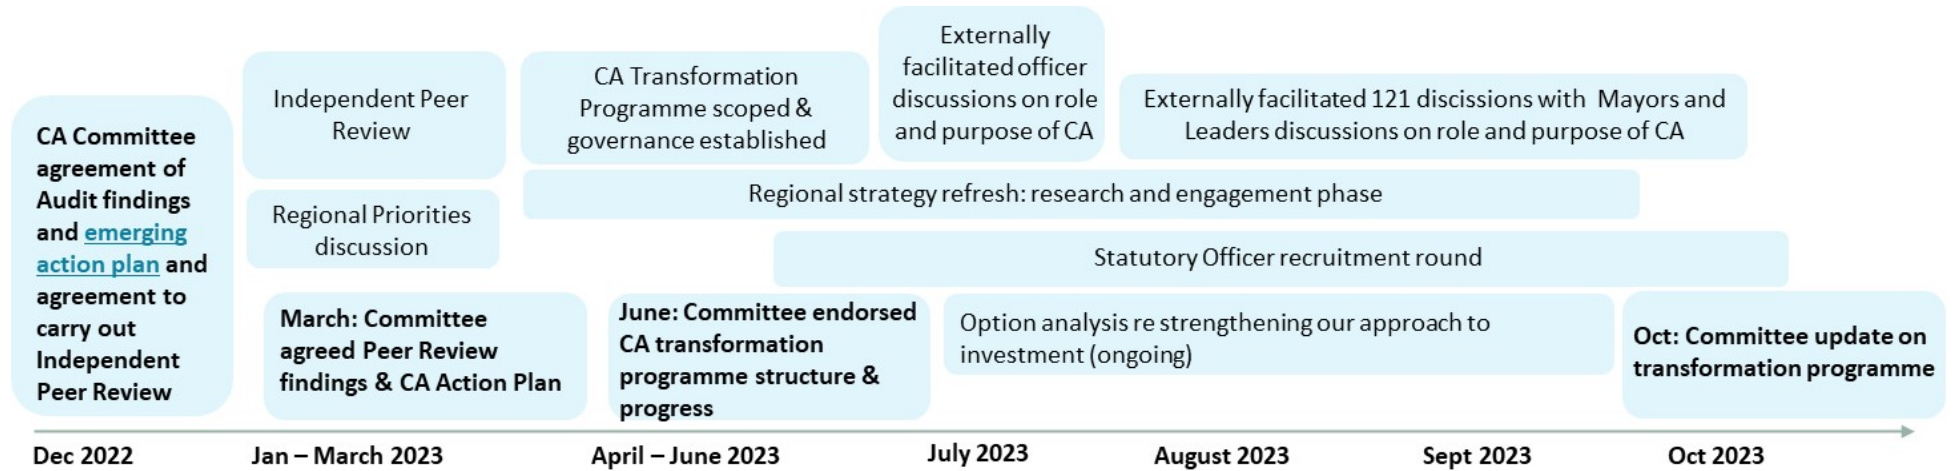 CA Committee
agreement of
Audit findings
and emerging
action plan and
agreement to
carry out
Independent
Peer Review
Independent Peer
Review
Regional Priorities
discussion
March: Committee
agreed Peer Review
findings & CA Action Plan
CA Transformation
Programme scoped &
governance established
Externally
facilitated officer
discussions on role
and purpose of CA
Externally facilitated 121 discissions with Mayors and
Leaders discussions on role and purpose of CA
Regional strategy refresh: research and engagement phase
Statutory Officer recruitment round
June: Committee endorsed
CA transformation
programme structure &
progress
Option analysis re strengthening our approach to
investment (ongoing)
Oct: Committee update on
transformation programme
Dec 2022
Jan – March 2023
April – June 2023
July 2023
August 2023
Sept 2023
Oct 2023